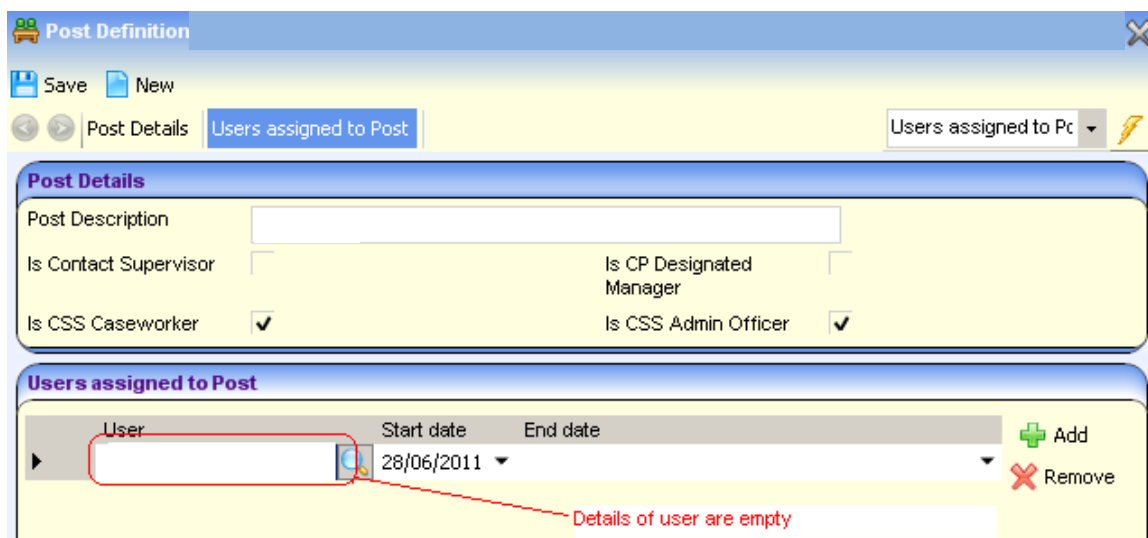 Post Definition
Save New
Post Details Users assigned to Post Users assigned to Pc
Post Details
Post Description
Is Contact Supervisor Is CP Designated
Manager
Is CSS Caseworker Is CSS Admin Officer
Users assigned to Post
User Start date End date Add
28/06/2011 Remove
Details of user are empty